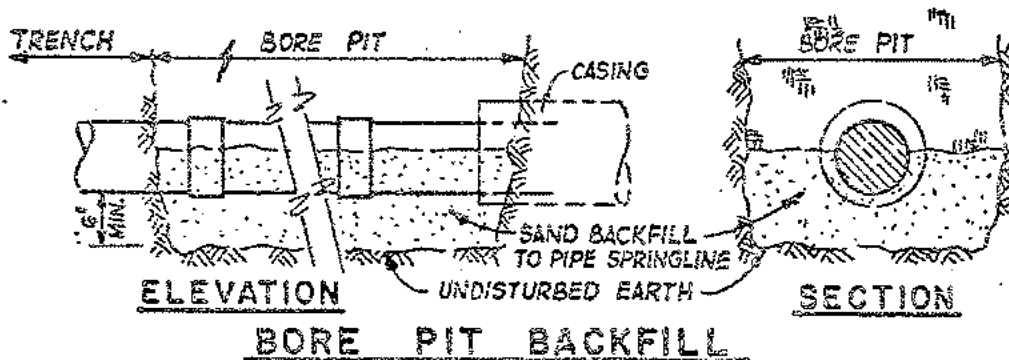 TRENCH
BORE PIT
CASING
6"
MIN.
SAND BACKFILL
TO PIPE SPRINGLINE
UNDISTURBED EARTH
ELEVATION
BORE PIT
SECTION
BORE PIT BACKFILL